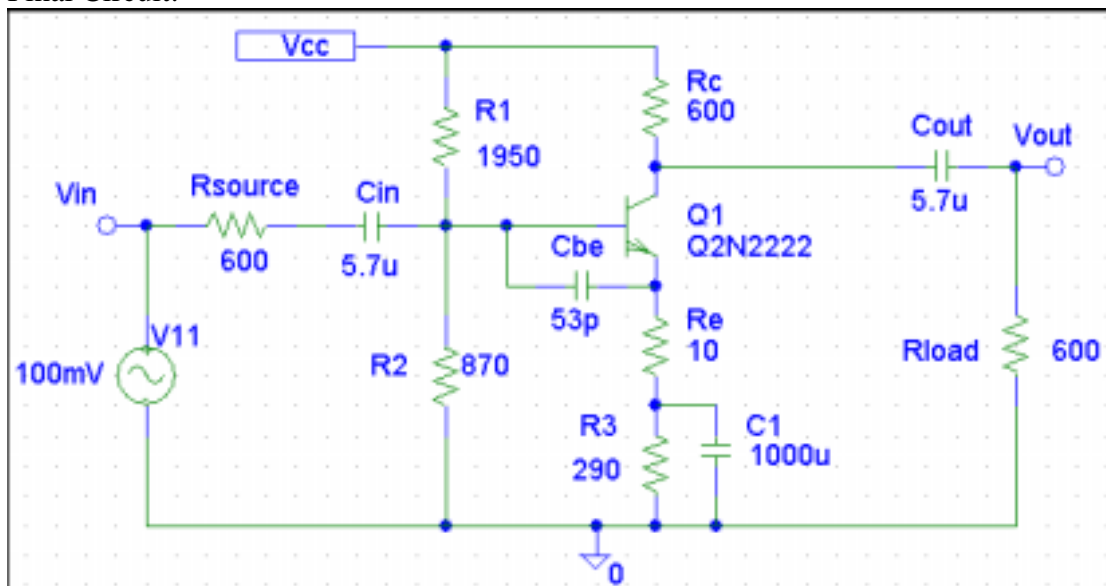 Vcc
R1
1950
Rc
600
Cout
5.7u
Vout
Vin
Rsource
600
Cin
5.7u
Cbe
53p
Q1
Q2N2222
V11
100mV
R2
870
Re
10
Rload
600
R3
290
C1
1000u
0